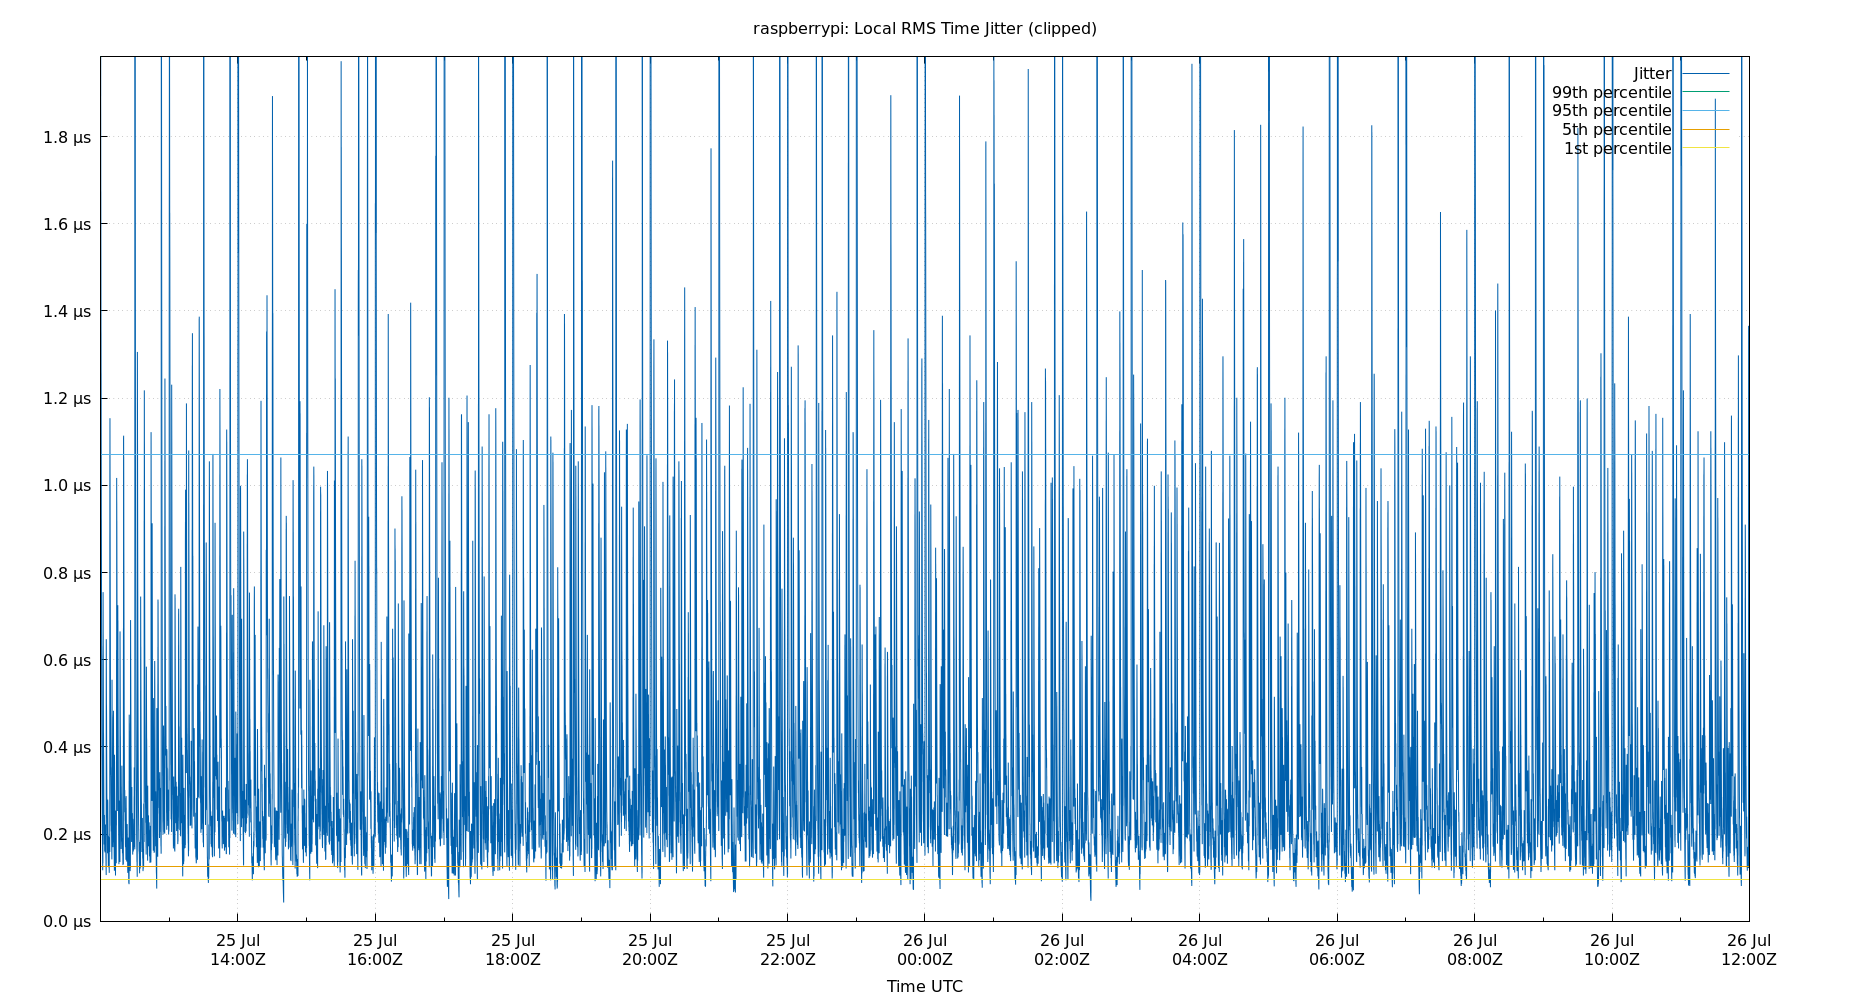 raspberrypi: Local RMS Time Jitter (clipped)
Jitter
99th percentile
95th percentile
5th percentile
1st percentile
1.8 µs
1.6 µs
1.4 µs
1.2 µs
1.0 µs
0.8 µs
0.6 µs
0.4 µs
0.2 µs
0.0 µs
25 Jul 25 Jul 25 Jul 25 Jul 25 Jul 26 Jul 26 Jul 26 Jul 26 Jul 26 Jul 26 Jul 26 Jul
14:00Z 16:00Z 18:00Z 20:00Z 22:00Z 00:00Z 02:00Z 04:00Z 06:00Z 08:00Z 10:00Z 12:00Z
Time UTC